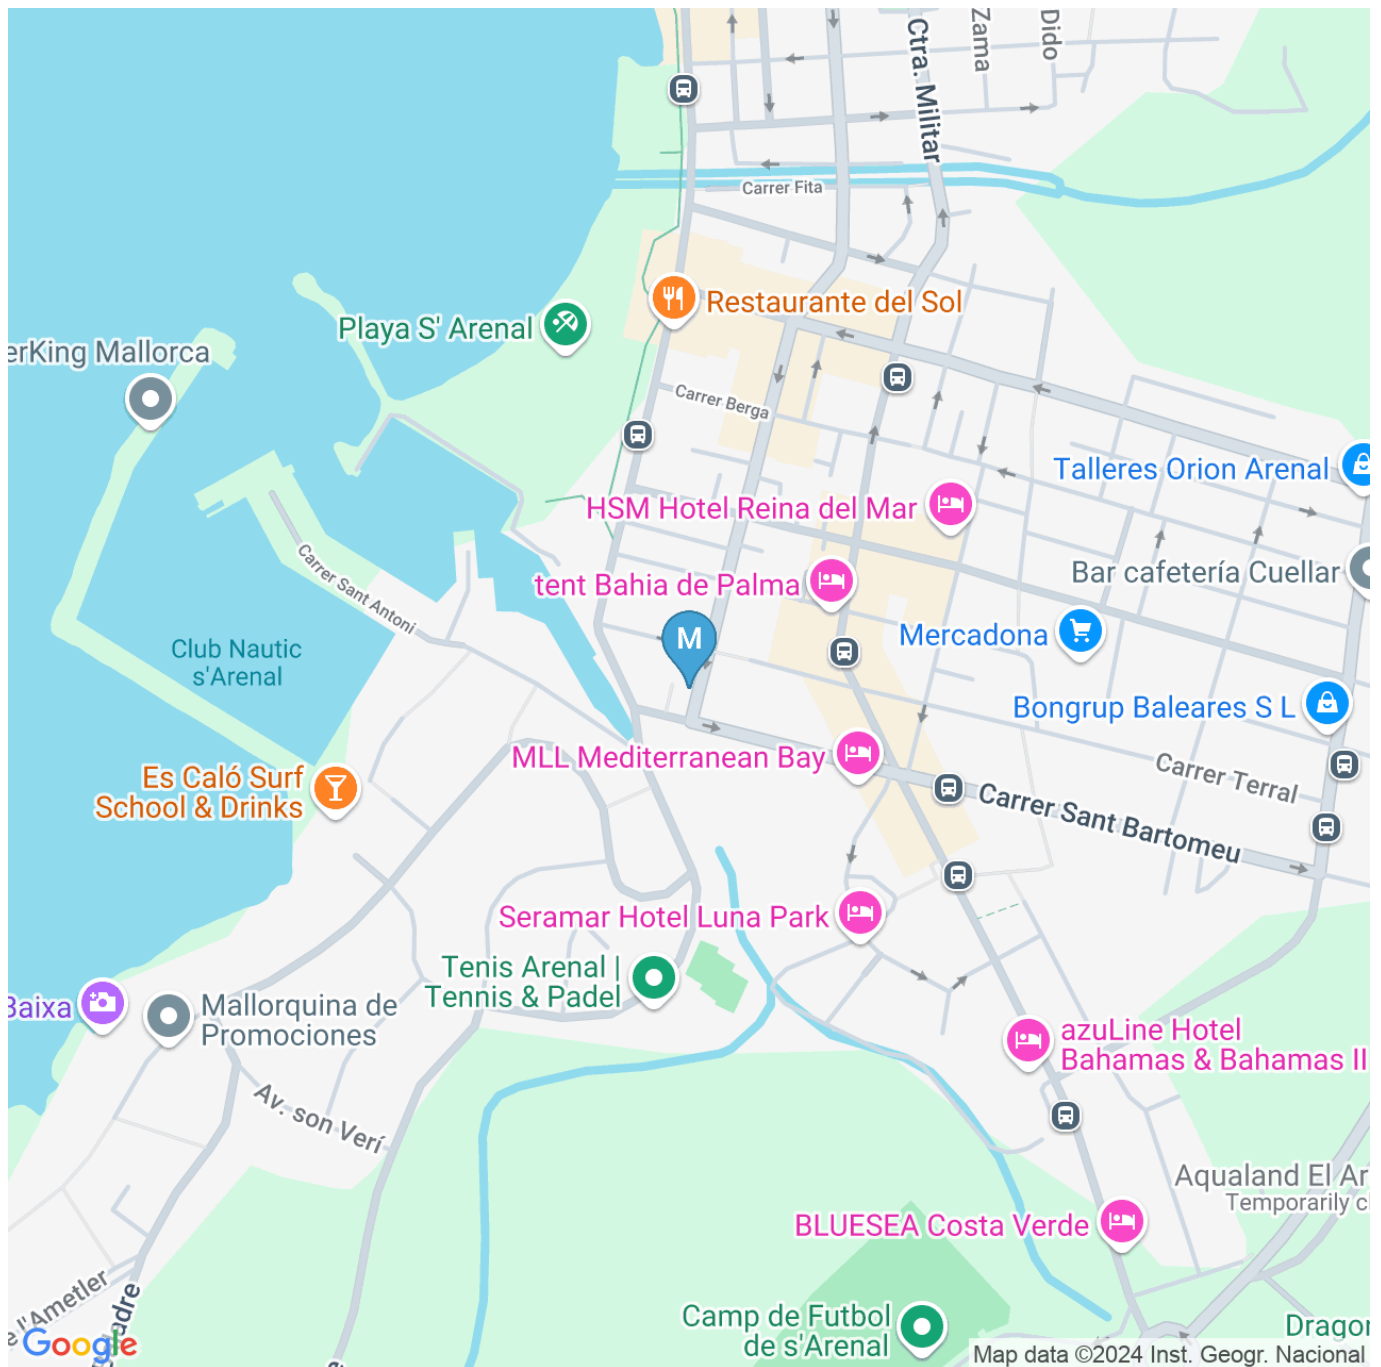 Zama
Dido
Ctra. Militar
Carrer Fita
Restaurante del Sol
Playa S' Arenal
erKing Mallorca
Carrer Berga
Talleres Orion Arenal
HSM Hotel Reina del Mar
Carrer Sant Antoni
tent Bahia de Palma
Bar cafetería Cuellar
M
Mercadona
Club Nautic
s'Arenal
Bongrup Baleares S L
MLL Mediterranean Bay
Carrer Terral
Es Caló Surf
School & Drinks
Carrer Sant Bartomeu
Seramar Hotel Luna Park
Tenis Arenal |
Tennis & Padel
Baixa
Mallorquina de
Promociones
azuLine Hotel
Bahamas & Bahamas II
Av. son Verí
Aqualand El Ar
Temporarily c
BLUESEA Costa Verde
e l'Ametler
adre
Camp de Futbol
de s'Arenal
Dragon
Google
Map data ©2024 Inst. Geogr. Nacional